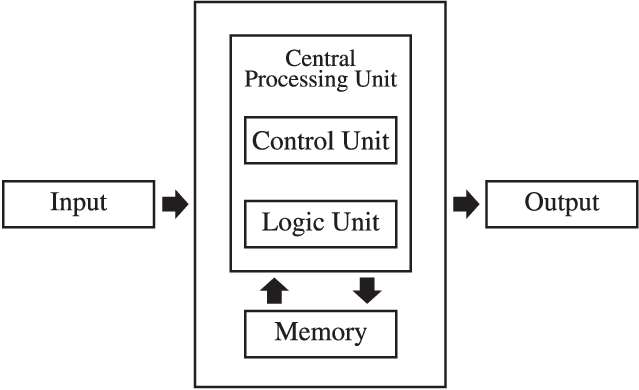 Central
Processing Unit
Control Unit
Input
Logic Unit
Output
Memory